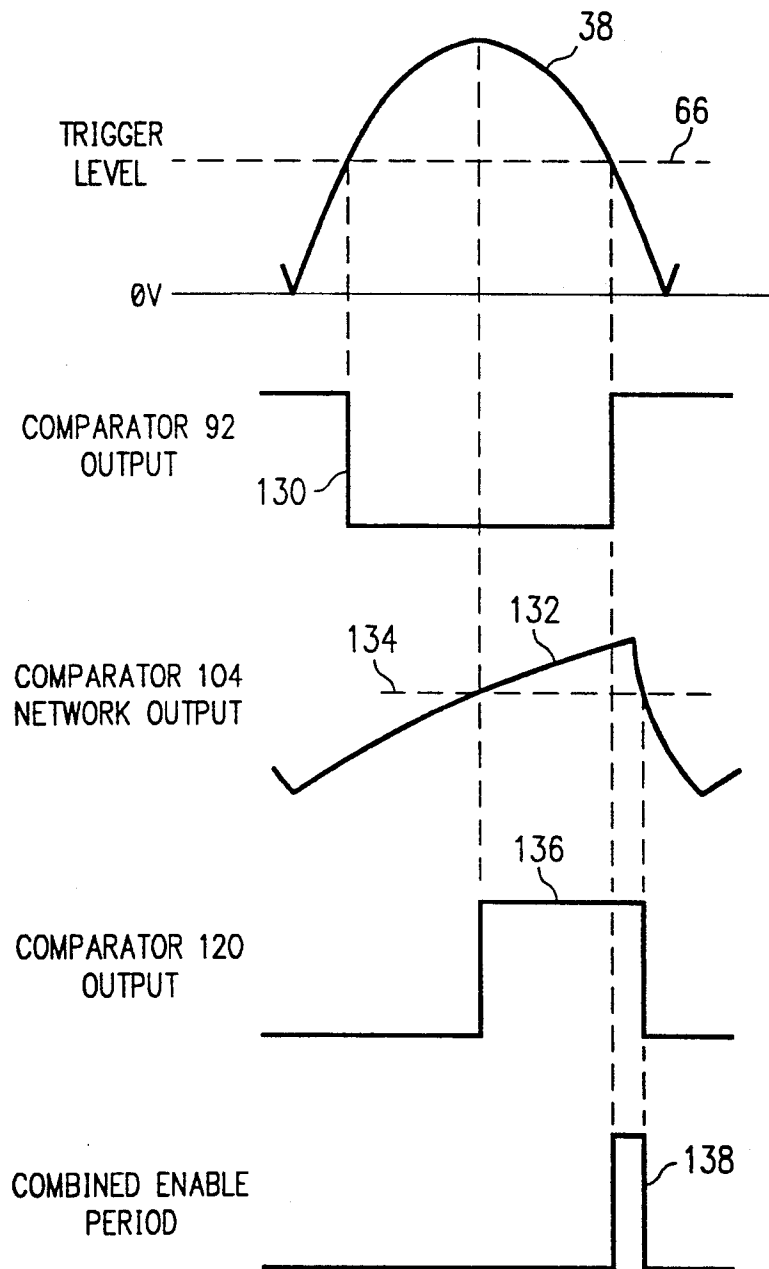 38
66
TRIGGER
LEVEL
0V
COMPARATOR 92
OUTPUT
130
132
134
COMPARATOR 104
NETWORK OUTPUT
136
COMPARATOR 120
OUTPUT
138
COMBINED ENABLE
PERIOD